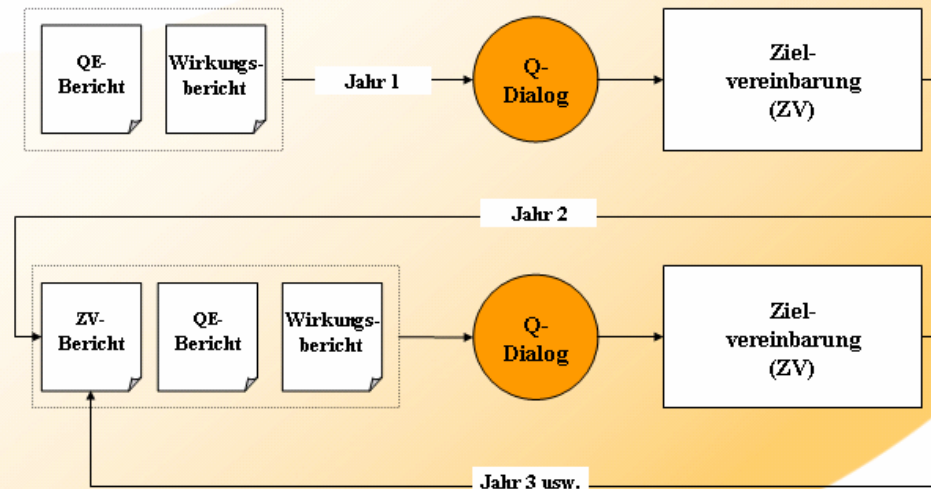 QE-
Bericht
Wirkungs-
bericht
Jahr 1
Q-
Dialog
Ziel-
vereinbarung
(ZV)
Jahr 2
ZV-
Bericht
QE-
Bericht
Wirkungs-
bericht
Q-
Dialog
Ziel-
vereinbarung
(ZV)
Jahr 3 usw.